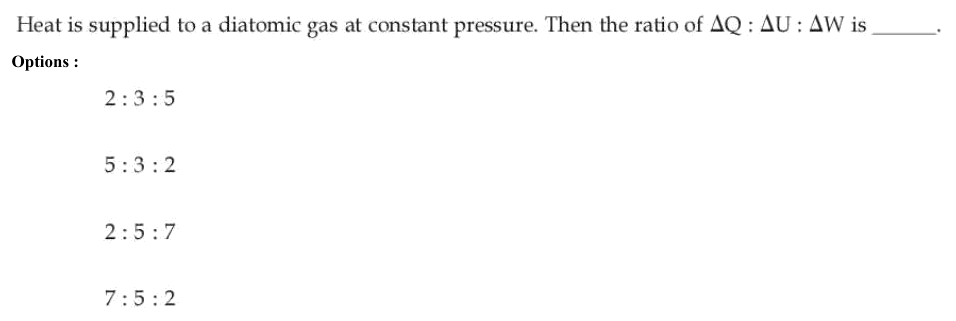 Heat is supplied to a diatomic gas at constant pressure. Then the ratio of ΔQ : ΔU : ΔW is ______.
Options :
2 : 3 : 5
5 : 3 : 2
2 : 5 : 7
7 : 5 : 2